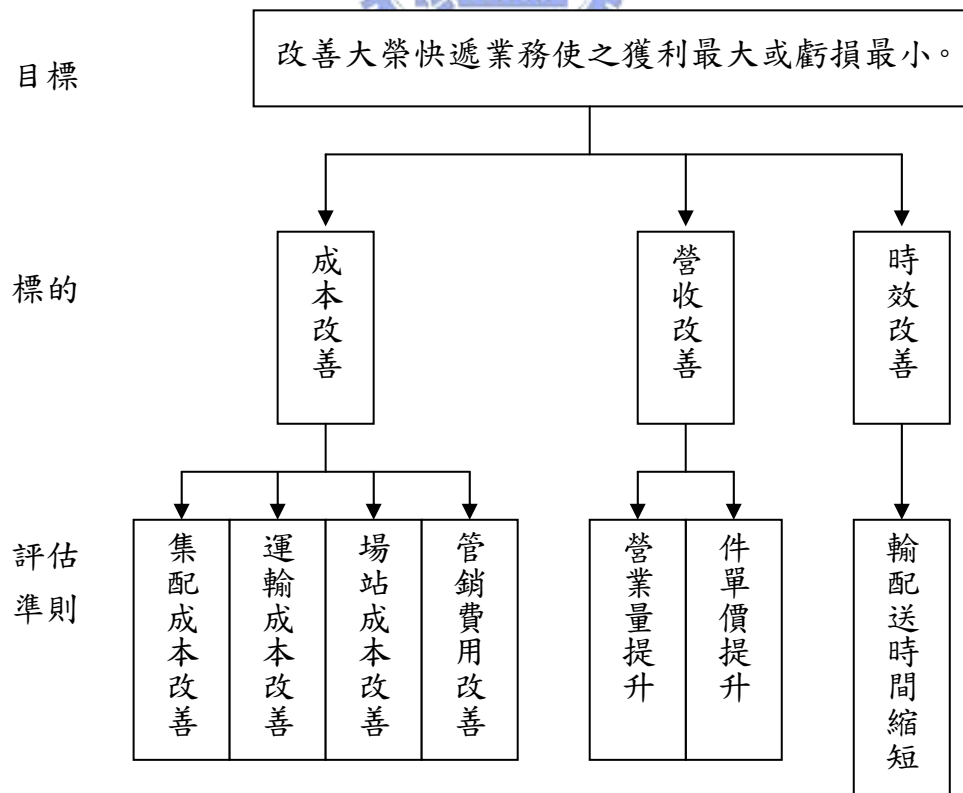 目標
改善大榮快遞業務使之獲利最大或虧損最小。
標的
成本改善
營收改善
時效改善
評估
準則
集配成本改善
運輸成本改善
場站成本改善
管銷費用改善
營業量提升
件單價提升
輸配送時間縮短